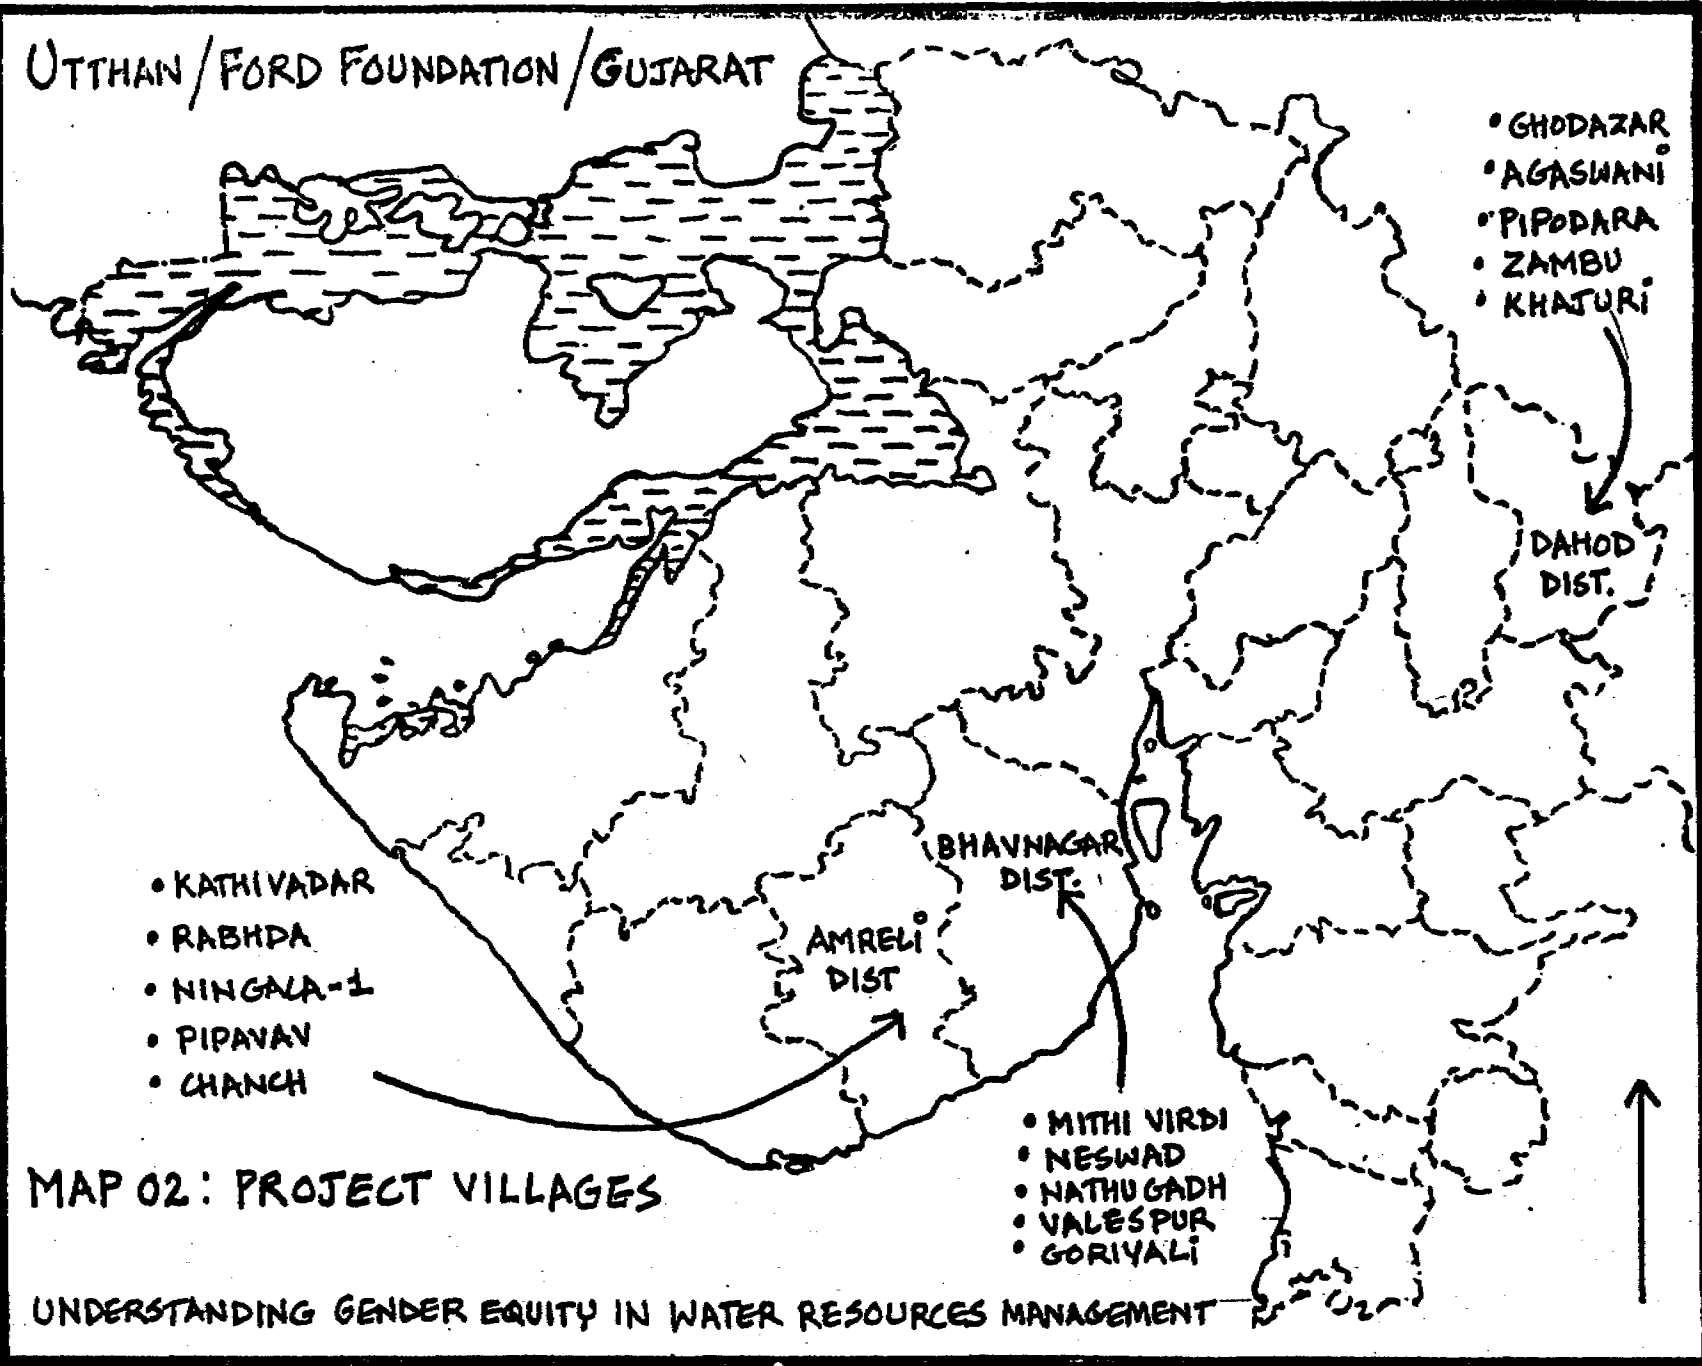 UTTHAN/FORD FOUNDATION/GUJARAT
• GHODAZAR
• AGASWANI
• PIPODARA
• ZAMBU
• KHAJURI
DAHOD
DIST.
BHAVNAGAR
DIST.
AMRELI
DIST
• KATHIVADAR
• RABHDA
• NINGALA-1
• PIPAVAV
• CHANCH
• MITHI VIRDI
• NESWAD
• NATHUGADH
• VALESPUR
• GORIYALI
MAP 02: PROJECT VILLAGES
UNDERSTANDING GENDER EQUITY IN WATER RESOURCES MANAGEMENT